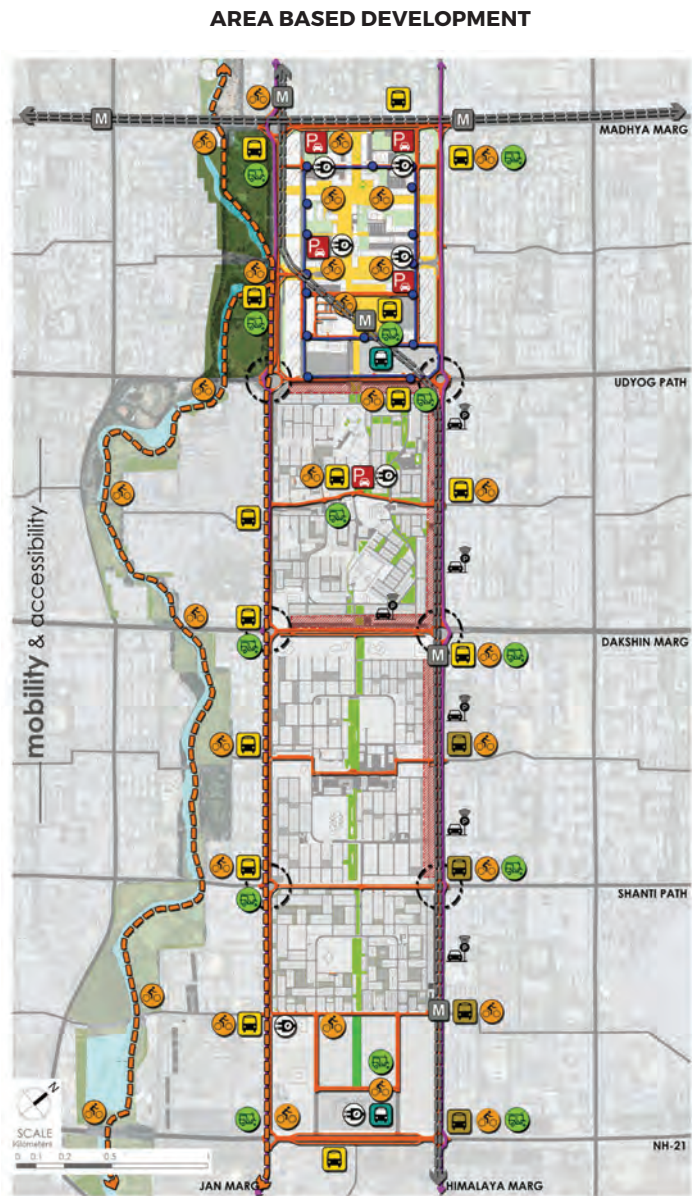 AREA BASED DEVELOPMENT
M
M
M
MADHYA MARG
P
P
P
M
P
UDYOG PATH
P
P
P
mobility & accessibility
P
DAKSHIN MARG
M
P
P
SHANTI PATH
P
M
N
SCALE
Kilometers
0 0.1 0.2 0.5 1
NH-21
JAN MARG
HIMALAYA MARG